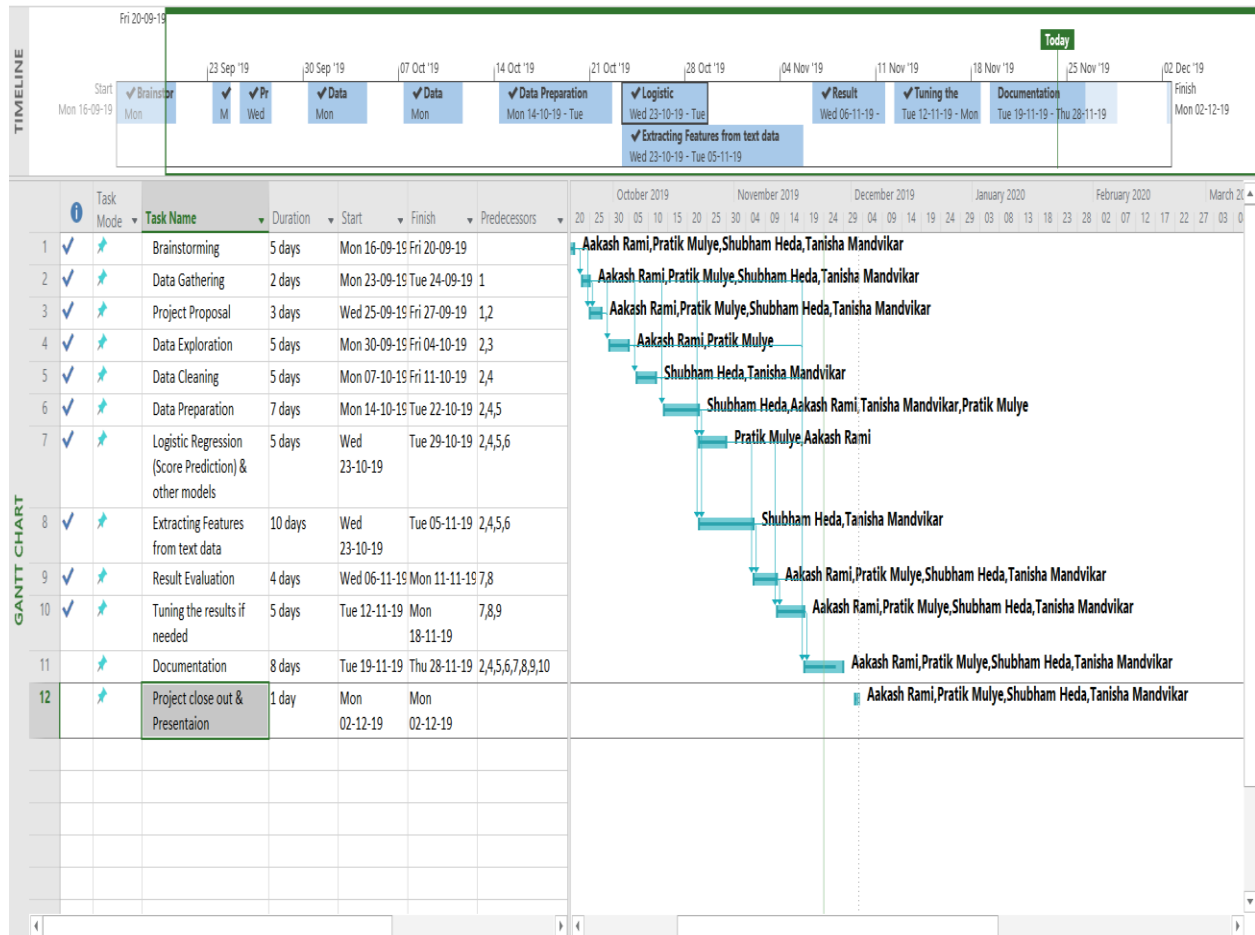 Fri 20-09-19
TIMELINE
Today
23 Sep '19 30 Sep '19 07 Oct '19 14 Oct '19 21 Oct '19 28 Oct '19 04 Nov '19 11 Nov '19 18 Nov '19 25 Nov '19 02 Dec '19
Start
Mon 16-09-19
Brainstor
Mon
M
Pr
Wed
Data
Mon
Data
Mon
Data Preparation
Mon 14-10-19 - Tue
Logistic
Wed 23-10-19 - Tue
Result
Wed 06-11-19 -
Tuning the
Tue 12-11-19 - Mon
Documentation
Tue 19-11-19 - Thu 28-11-19
Finish
Mon 02-12-19
Extracting Features from text data
Wed 23-10-19 - Tue 05-11-19
GANTT CHART
Task
Mode Task Name Duration Start Finish Predecessors
October 2019 November 2019 December 2019 January 2020 February 2020 March 20
20 25 30 05 10 15 20 25 30 04 09 14 19 24 29 04 09 14 19 24 29 03 08 13 18 23 28 02 07 12 17 22 27 03 0
1 Brainstorming 5 days Mon 16-09-19 Fri 20-09-19 Aakash Rami,Pratik Mulye,Shubham Heda,Tanisha Mandvikar
2 Data Gathering 2 days Mon 23-09-19 Tue 24-09-19 1 Aakash Rami,Pratik Mulye,Shubham Heda,Tanisha Mandvikar
3 Project Proposal 3 days Wed 25-09-19 Fri 27-09-19 1,2 Aakash Rami,Pratik Mulye,Shubham Heda,Tanisha Mandvikar
4 Data Exploration 5 days Mon 30-09-19 Fri 04-10-19 2,3 Aakash Rami,Pratik Mulye
5 Data Cleaning 5 days Mon 07-10-19 Fri 11-10-19 2,4 Shubham Heda,Tanisha Mandvikar
6 Data Preparation 7 days Mon 14-10-19 Tue 22-10-19 2,4,5 Shubham Heda,Aakash Rami,Tanisha Mandvikar,Pratik Mulye
7 Logistic Regression 5 days Wed Tue 29-10-19 2,4,5,6 Pratik Mulye,Aakash Rami
(Score Prediction) & 23-10-19
other models
8 Extracting Features 10 days Wed Tue 05-11-19 2,4,5,6 Shubham Heda,Tanisha Mandvikar
from text data 23-10-19
9 Result Evaluation 4 days Wed 06-11-19 Mon 11-11-19 7,8 Aakash Rami,Pratik Mulye,Shubham Heda,Tanisha Mandvikar
10 Tuning the results if 5 days Tue 12-11-19 Mon 7,8,9 Aakash Rami,Pratik Mulye,Shubham Heda,Tanisha Mandvikar
needed 18-11-19
11 Documentation 8 days Tue 19-11-19 Thu 28-11-19 2,4,5,6,7,8,9,10 Aakash Rami,Pratik Mulye,Shubham Heda,Tanisha Mandvikar
12 Project close out & 1 day Mon Mon Aakash Rami,Pratik Mulye,Shubham Heda,Tanisha Mandvikar
Presentaion 02-12-19 02-12-19